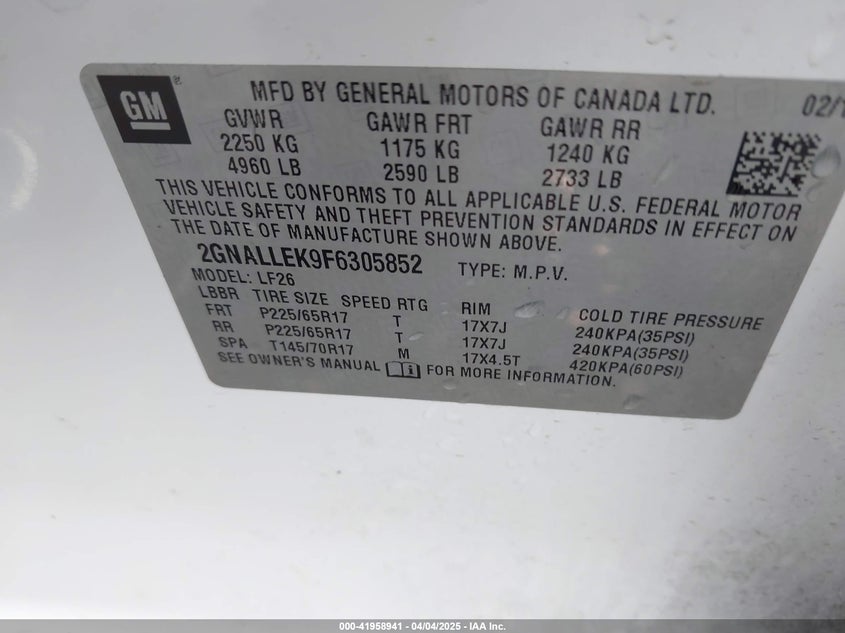 GM
MFD BY GENERAL MOTORS OF CANADA LTD. 02/1
GVWR GAWR FRT GAWR RR
2250 KG 1175 KG 1240 KG
4960 LB 2590 LB 2733 LB
THIS VEHICLE CONFORMS TO ALL APPLICABLE U.S. FEDERAL MOTOR
VEHICLE SAFETY AND THEFT PREVENTION STANDARDS IN EFFECT ON
THE DATE OF MANUFACTURE SHOWN ABOVE.
2GNALLEK9F6305852 TYPE: M.P.V.
MODEL: LF26
LBBR TIRE SIZE SPEED RTG RIM COLD TIRE PRESSURE
FRT P225/65R17 T 17X7J 240KPA(35PSI)
RR P225/65R17 T 17X7J 240KPA(35PSI)
SPA T145/70R17 M 17X4.5T 420KPA(60PSI)
SEE OWNER'S MANUAL FOR MORE INFORMATION.
000-41958941 / 04/04/2025 - IAA Inc.